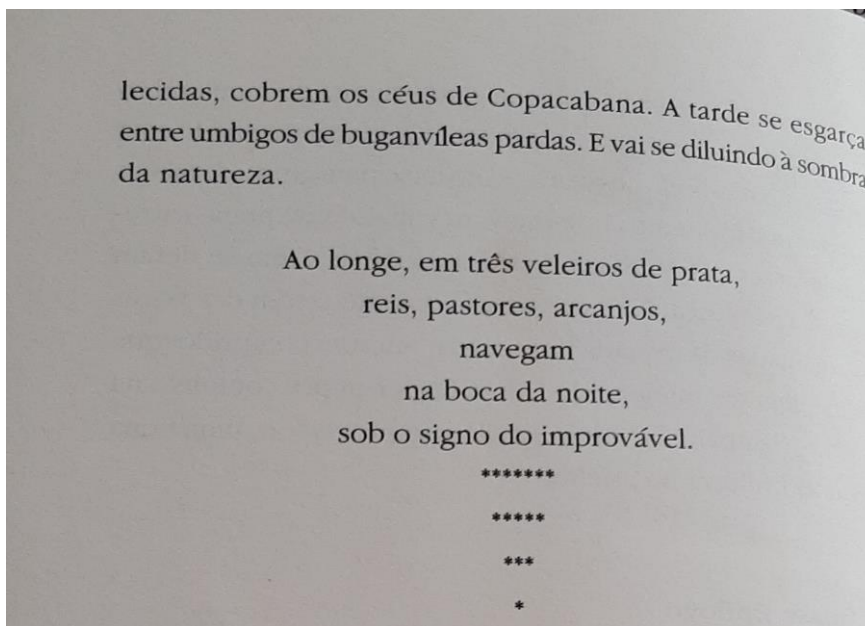 lecidas, cobrem os céus de Copacabana. A tarde se esgarça
entre umbigos de buganvíleas pardas. E vai se diluindo à sombra
da natureza.
Ao longe, em três veleiros de prata,
reis, pastores, arcanjos,
navegam
na boca da noite,
sob o signo do improvável.
*******
*****
***
*